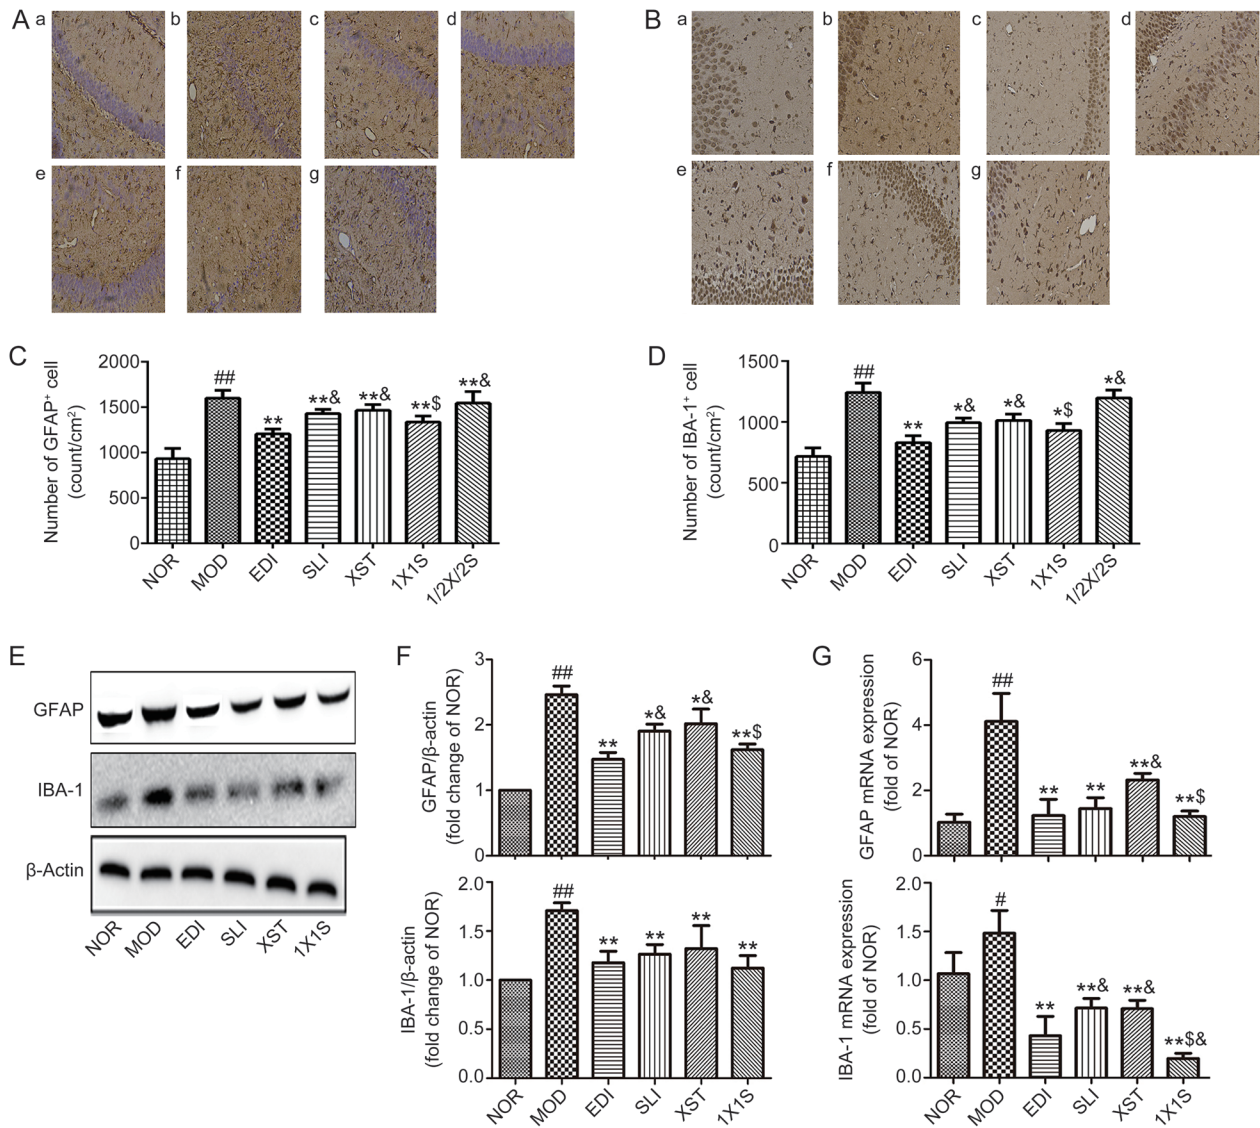 A
a
b
c
d
e
f
g
B
a
b
c
d
e
f
g
C
Number of GFAP⁺ cell
(count/cm²)
2000
1500
1000
500
0
##
**
**&
**&
**$
**&
NOR
MOD
EDI
SLI
XST
1X1S
1/2X/2S
D
Number of IBA-1⁺ cell
(count/cm²)
1500
1000
500
0
##
**
*&
*&
*$
*&
NOR
MOD
EDI
SLI
XST
1X1S
1/2X/2S
E
GFAP
IBA-1
β-Actin
NOR
MOD
EDI
SLI
XST
1X1S
F
GFAP/β-actin
(fold change of NOR)
3
2
1
0
##
**
*&
*&
**$
IBA-1/β-actin
(fold change of NOR)
2.0
1.5
1.0
0.5
0.0
##
**
**
**
**
NOR
MOD
EDI
SLI
XST
1X1S
G
GFAP mRNA expression
(fold of NOR)
6
4
2
0
##
**
**
**&
**$
IBA-1 mRNA expression
(fold of NOR)
2.0
1.5
1.0
0.5
0.0
#
**
**&
**&
**$&
NOR
MOD
EDI
SLI
XST
1X1S